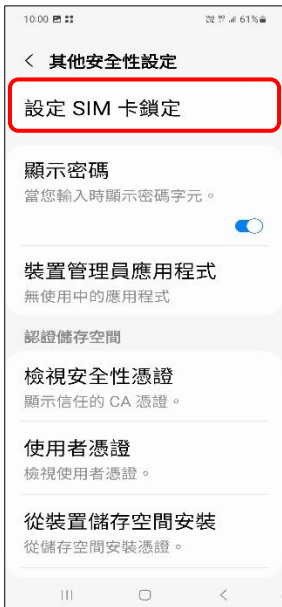 10:00
61%
其他安全性設定
設定 SIM 卡鎖定
顯示密碼
當您輸入時顯示密碼字元。
裝置管理員應用程式
無使用中的應用程式
認證儲存空間
檢視安全性憑證
顯示信任的 CA 憑證。
使用者憑證
檢視使用者憑證。
從裝置儲存空間安裝
從儲存空間安裝憑證。